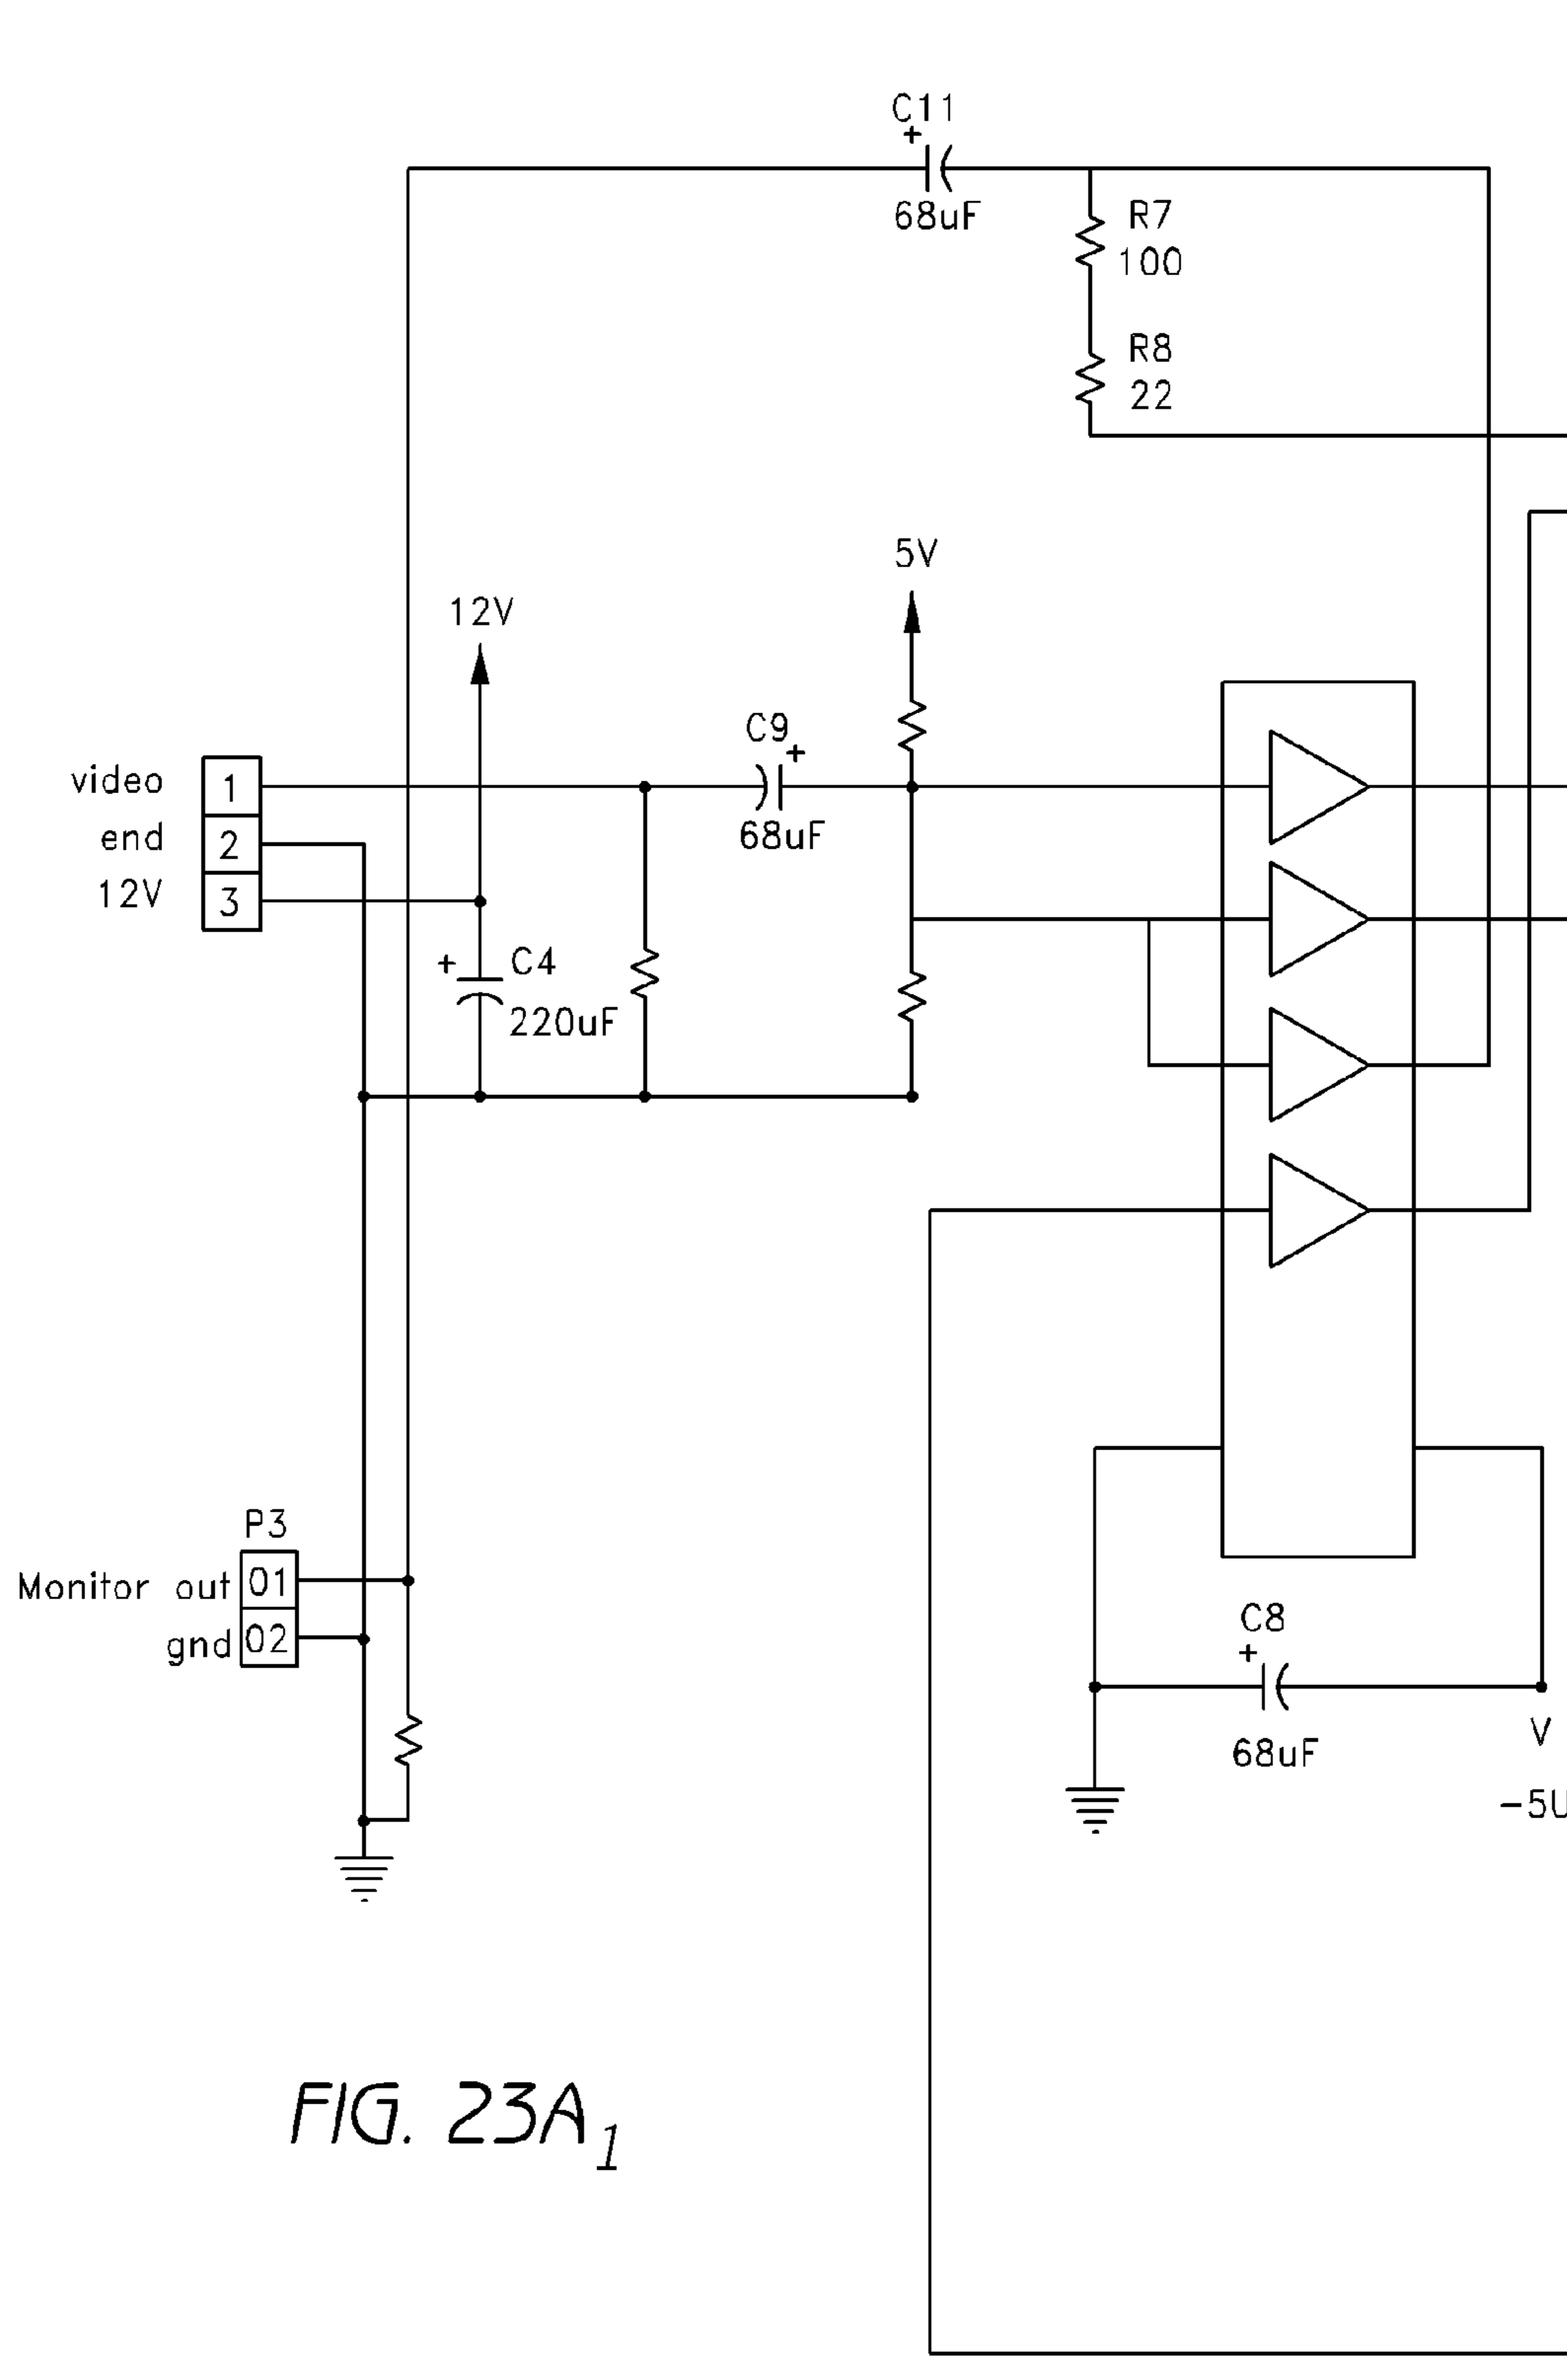 C11
+
68uF
R7
100
R8
22
5V
12V
C9
+
68uF
video 1
end 2
12V 3
+ C4
220uF
P3
Monitor out 01
gnd 02
C8
+
68uF
V
-5U
FIG. 23A1